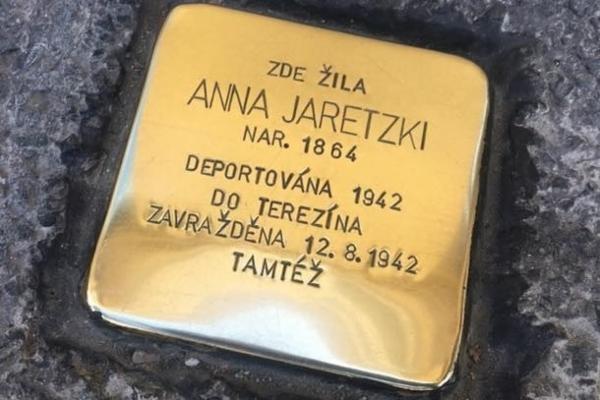 ZDE ŽILA
ANNA JARETZKI
NAR. 1864
DEPORTOVÁNA 1942
DO TEREZÍNA
ZAVRAŽDĚNA 12. 8. 1942
TAMTÉŽ